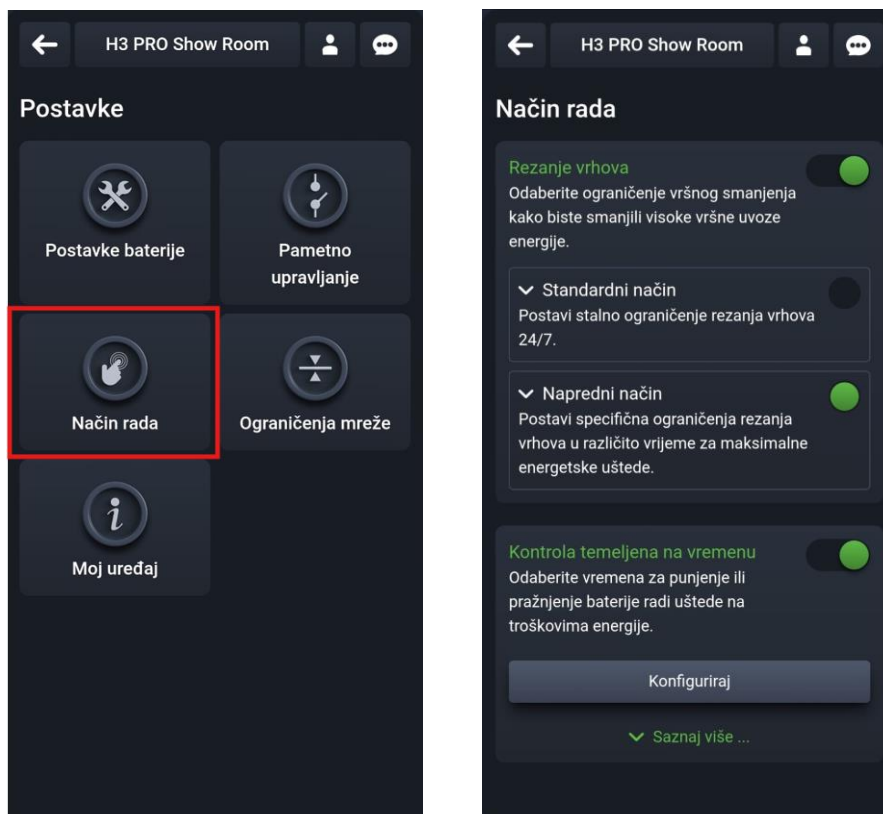 H3 PRO Show Room
Postavke
Postavke baterije
Pametno
upravljanje
Način rada
Ograničenja mreže
Moj uređaj
H3 PRO Show Room
Način rada
Rezanje vrhova
Odaberite ograničenje vršnog smanjenja
kako biste smanjili visoke vršne uvoze
energije.
Standardni način
Postavi stalno ograničenje rezanja vrhova
24/7.
Napredni način
Postavi specifična ograničenja rezanja
vrhova u različito vrijeme za maksimalne
energetske uštede.
Kontrola temeljena na vremenu
Odaberite vremena za punjenje ili
pražnjenje baterije radi uštede na
troškovima energije.
Konfiguriraj
Saznaj više ...